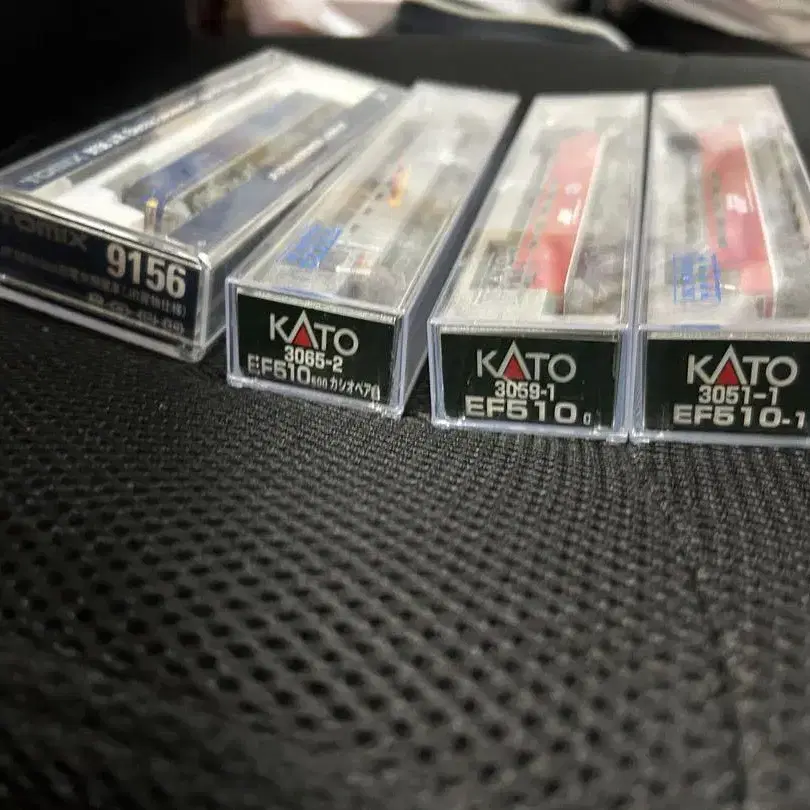 TOMIX
TOMIX
9156
KATO
3065-2
EF510 500 カシオペア色
KATO
3059-1
EF510 0
KATO
3051-1
EF510-1